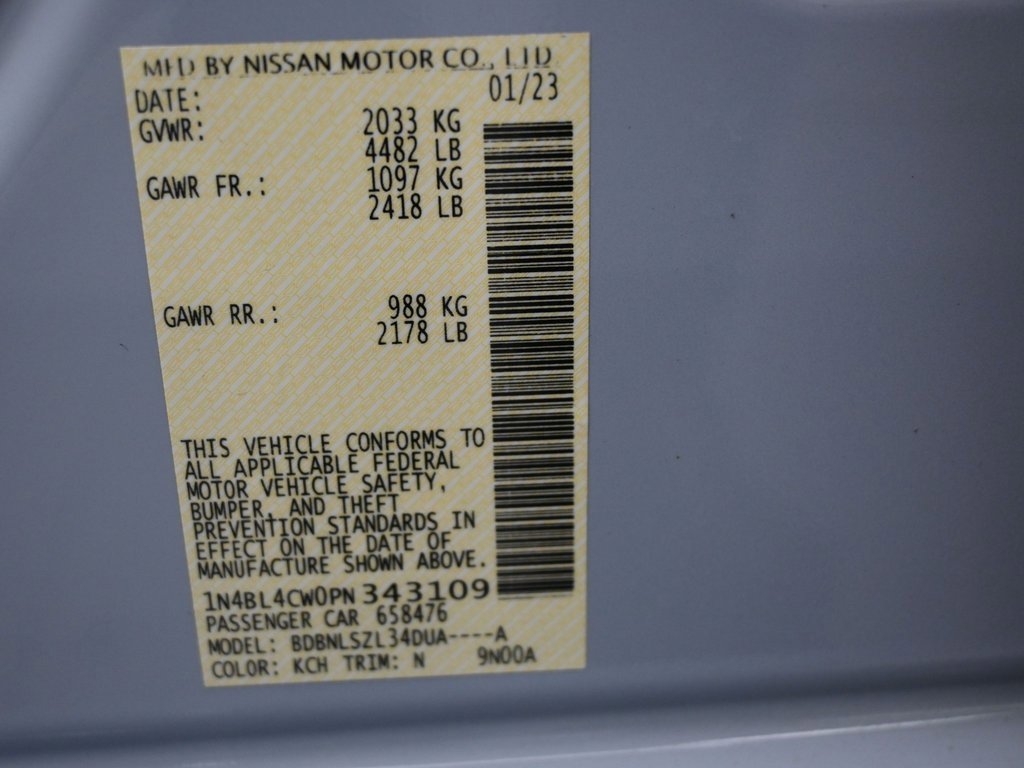 MFD BY NISSAN MOTOR CO., LTD
DATE: 01/23
GVWR: 2033 KG
4482 LB
GAWR FR.: 1097 KG
2418 LB
GAWR RR.: 988 KG
2178 LB
THIS VEHICLE CONFORMS TO
ALL APPLICABLE FEDERAL
MOTOR VEHICLE SAFETY,
BUMPER, AND THEFT
PREVENTION STANDARDS IN
EFFECT ON THE DATE OF
MANUFACTURE SHOWN ABOVE.
1N4BL4CW0PN 343109
PASSENGER CAR 658476
MODEL: BDBNLSZL34DUA----A
COLOR: KCH TRIM: N 9N00A